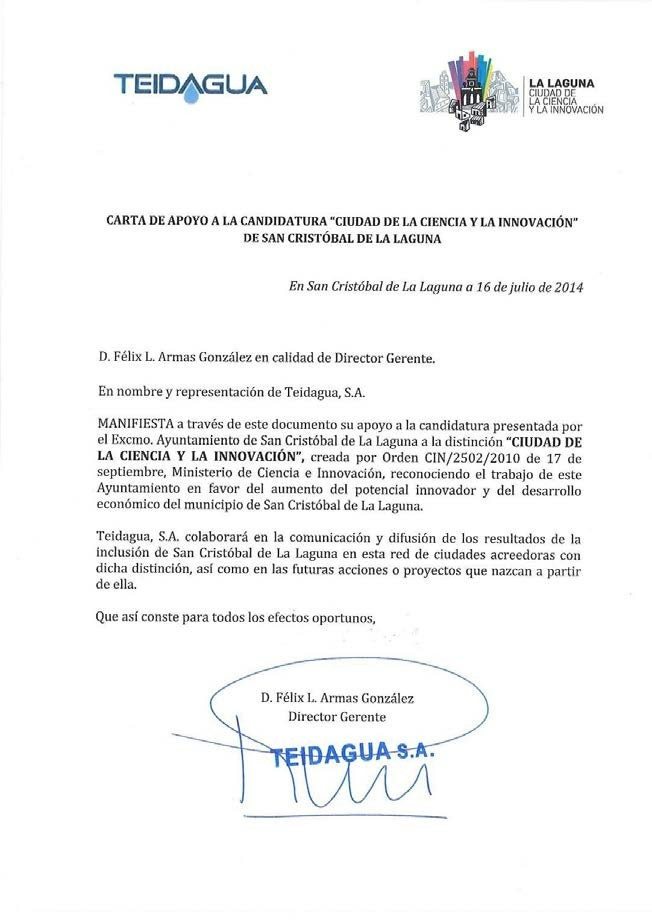 TEIDAGUA
LA LAGUNA
CIUDAD DE
LA CIENCIA
Y LA INNOVACIÓN
CARTA DE APOYO A LA CANDIDATURA "CIUDAD DE LA CIENCIA Y LA INNOVACIÓN"
DE SAN CRISTÓBAL DE LA LAGUNA
En San Cristóbal de La Laguna a 16 de julio de 2014
D. Félix L. Armas González en calidad de Director Gerente.
En nombre y representación de Teidagua, S.A.
MANIFIESTA a través de este documento su apoyo a la candidatura presentada por
el Excmo. Ayuntamiento de San Cristóbal de La Laguna a la distinción "CIUDAD DE
LA CIENCIA Y LA INNOVACIÓN", creada por Orden CIN/2502/2010 de 17 de
septiembre, Ministerio de Ciencia e Innovación, reconociendo el trabajo de este
Ayuntamiento en favor del aumento del potencial innovador y del desarrollo
económico del municipio de San Cristóbal de La Laguna.
Teidagua, S.A. colaborará en la comunicación y difusión de los resultados de la
inclusión de San Cristóbal de La Laguna en esta red de ciudades acreedoras con
dicha distinción, así como en las futuras acciones o proyectos que nazcan a partir
de ella.
Que así conste para todos los efectos oportunos,
D. Félix L. Armas González
Director Gerente
TEIDAGUA S.A.